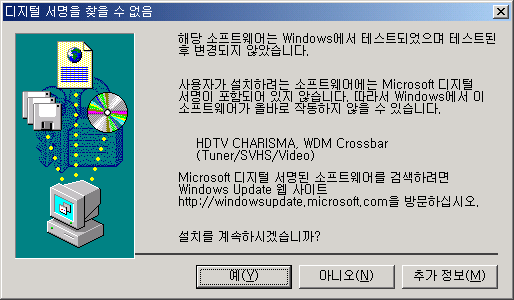 디지털 서명을 찾을 수 없음
해당 소프트웨어는 Windows에서 테스트되었으며 테스트된
후 변경되지 않았습니다.
사용자가 설치하려는 소프트웨어에는 Microsoft 디지털
서명이 포함되어 있지 않습니다. 따라서 Windows에서 이
소프트웨어가 올바로 작동하지 않을 수 있습니다.
HDTV CHARISMA, WDM Crossbar
(Tuner/SVHS/Video)
Microsoft 디지털 서명된 소프트웨어를 검색하려면
Windows Update 웹 사이트
http://windowsupdate.microsoft.com을 방문하십시오.
설치를 계속하시겠습니까?
예(Y) 아니오(N) 추가 정보(M)